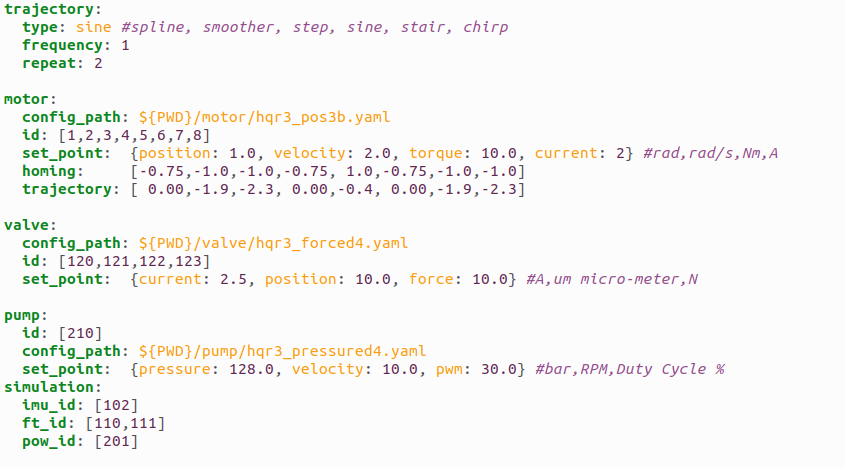 trajectory:
  type: sine #spline, smoother, step, sine, stair, chirp
  frequency: 1
  repeat: 2

motor:
  config_path: ${PWD}/motor/hqr3_pos3b.yaml
  id: [1,2,3,4,5,6,7,8]
  set_point:  {position: 1.0, velocity: 2.0, torque: 10.0, current: 2} #rad,rad/s,Nm,A
  homing:     [-0.75,-1.0,-1.0,-0.75, 1.0,-0.75,-1.0,-1.0]
  trajectory: [ 0.00,-1.9,-2.3, 0.00,-0.4, 0.00,-1.9,-2.3]

valve:
  config_path: ${PWD}/valve/hqr3_forced4.yaml
  id: [120,121,122,123]
  set_point:  {current: 2.5, position: 10.0, force: 10.0} #A,um micro-meter,N

pump:
  id: [210]
  config_path: ${PWD}/pump/hqr3_pressured4.yaml
  set_point:  {pressure: 128.0, velocity: 10.0, pwm: 30.0} #bar,RPM,Duty Cycle %
simulation:
  imu_id: [102]
  ft_id: [110,111]
  pow_id: [201]